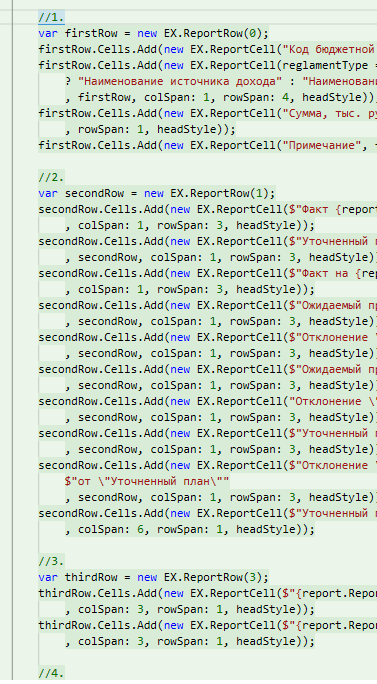 //1.
var firstRow = new EX.ReportRow(0);
firstRow.Cells.Add(new EX.ReportCell("Код бюджетной
firstRow.Cells.Add(new EX.ReportCell(reglamentType =
? "Наименование источника дохода" : "Наименовани
, firstRow, colSpan: 1, rowSpan: 4, headStyle));
firstRow.Cells.Add(new EX.ReportCell("Сумма, тыс. ру
, rowSpan: 1, headStyle));
firstRow.Cells.Add(new EX.ReportCell("Примечание",
//2.
var secondRow = new EX.ReportRow(1);
secondRow.Cells.Add(new EX.ReportCell($"Факт {report
, colSpan: 1, rowSpan: 3, headStyle));
secondRow.Cells.Add(new EX.ReportCell($"Уточненный п
, secondRow, colSpan: 1, rowSpan: 3, headStyle)
secondRow.Cells.Add(new EX.ReportCell($"Факт на {rep
, colSpan: 1, rowSpan: 3, headStyle));
secondRow.Cells.Add(new EX.ReportCell($"Ожидаемый пр
, secondRow, colSpan: 1, rowSpan: 3, headStyle)
secondRow.Cells.Add(new EX.ReportCell($"Отклонение \
, secondRow, colSpan: 1, rowSpan: 3, headStyle)
secondRow.Cells.Add(new EX.ReportCell($"Ожидаемый пр
, secondRow, colSpan: 1, rowSpan: 3, headStyle)
secondRow.Cells.Add(new EX.ReportCell("Отклонение \"
, secondRow, colSpan: 1, rowSpan: 3, headStyle)
secondRow.Cells.Add(new EX.ReportCell($"Уточненный п
, secondRow, colSpan: 1, rowSpan: 3, headStyle)
secondRow.Cells.Add(new EX.ReportCell($"Отклонение \
$"от \"Уточненный план\""
, secondRow, colSpan: 1, rowSpan: 3, headStyle)
secondRow.Cells.Add(new EX.ReportCell($"Уточненный п
, colSpan: 6, rowSpan: 1, headStyle));
//3.
var thirdRow = new EX.ReportRow(3);
thirdRow.Cells.Add(new EX.ReportCell($"{report.Repor
, colSpan: 3, rowSpan: 1, headStyle));
thirdRow.Cells.Add(new EX.ReportCell($"{report.Repor
, colSpan: 3, rowSpan: 1, headStyle));
//4.